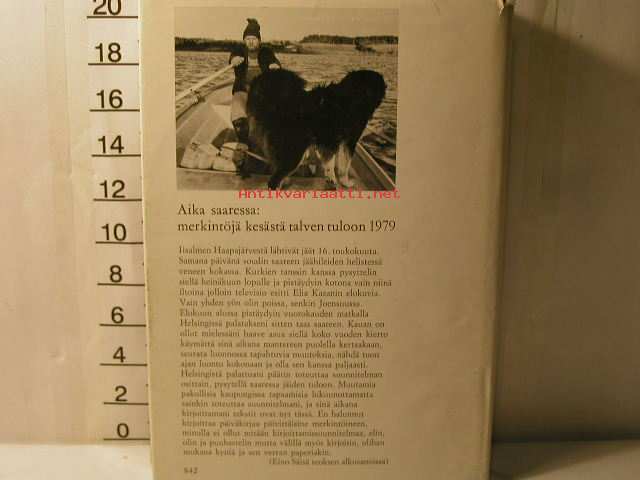 20
18
16
14
12
10
8
6
4
2
0
Antikvariaatti.net
Aika saaressa:
merkintöjä kesästä talven tuloon 1979
Iisalmen Haapajärvestä lähtivät jäät 16. toukokuuta.
Samana päivänä soudin saareen jäähileiden helistessä
veneen kokassa. Kurkien tanssin kanssa pysyttelin
siellä heinäkuun lopulle ja pistäydyin kotona vain niinä
iltoina jolloin televisio esitti Elia Kazanin elokuvia.
Vain yhden yön olin poissa, senkin Joensuussa.
Elokuun alussa pistäydyin vuorokauden matkalla
Helsingissä palatakseni sitten taas saareen. Kauan on
ollut mielessäni haave asua siellä koko vuoden kierto
käymättä sinä aikana mantereen puolella kertaakaan,
seurata luonnossa tapahtuvia muutoksia, nähdä tuon
ajan luonto kokonaan ja olla sen kanssa paljaasti.
Helsingistä palattuani päätin toteuttaa suunnitelman
osittain, pysytellä saaressa jäiden tuloon. Muutamia
pakollisia kaupungissa tapaamisia lukuunottamatta
sainkin toteuttaa suunnitelmani, ja sinä aikana
kirjoittamani tekstit ovat nyt tässä. En halunnut
kirjoittaa päiväkirjaa päivittäisine merkintöineen,
minulla ei ollut mitään kirjoittamissuunnitelmaa, elin,
olin ja puuhastelin mutta välillä myös kirjoitin, olihan
mukana kyniä ja sen verran paperiakin.
(Eino Säisä teoksen alkusanoissa)
842